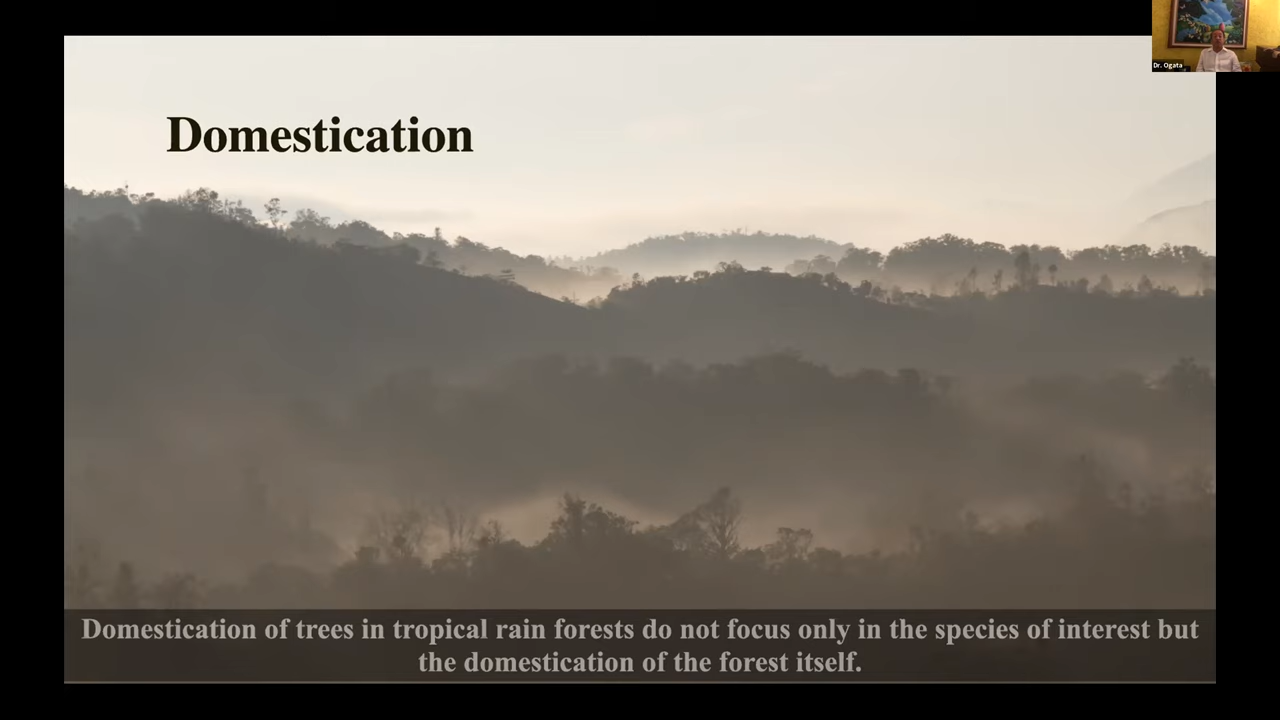 Dr. Ogata
Domestication
Domestication of trees in tropical rain forests do not focus only in the species of interest but
the domestication of the forest itself.